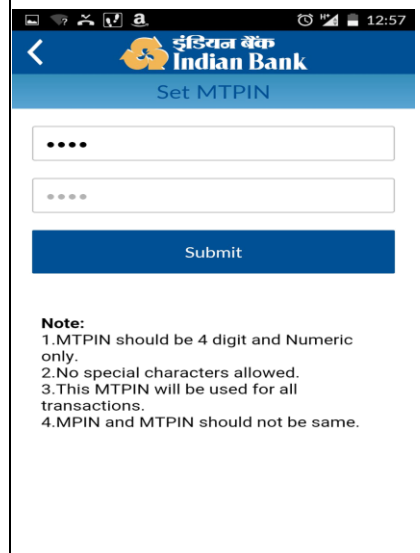 12:57
इंडियन बैंक
Indian Bank
Set MTPIN
Submit
Note:
1.MTPIN should be 4 digit and Numeric
only.
2.No special characters allowed.
3.This MTPIN will be used for all
transactions.
4.MPIN and MTPIN should not be same.